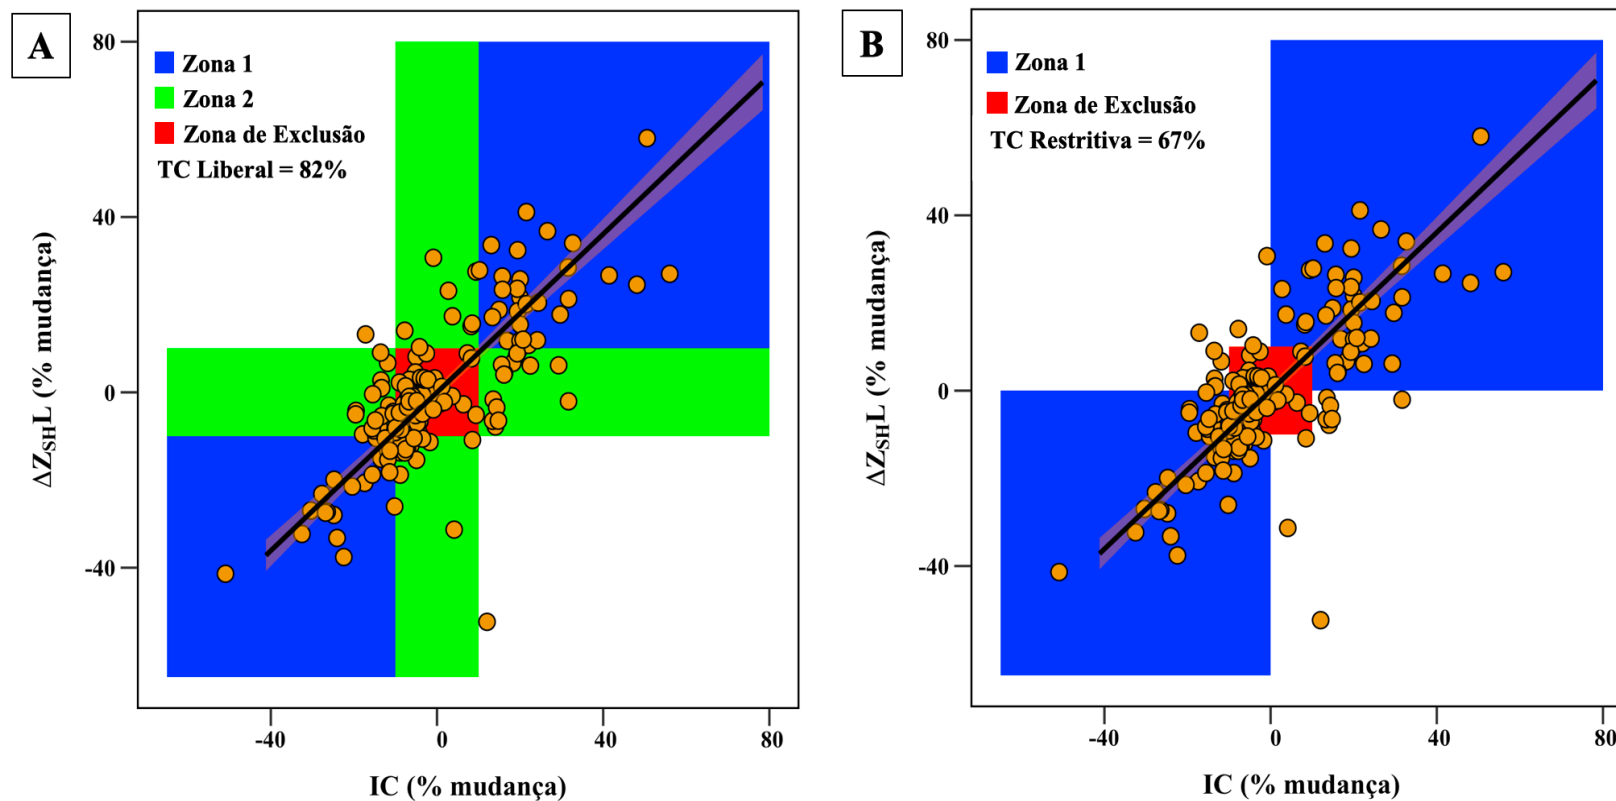 A
Zona 1
Zona 2
Zona de Exclusão
TC Liberal = 82%
80
40
0
-40
ΔZSHL (% mudança)
-40
0
40
80
IC (% mudança)
B
Zona 1
Zona de Exclusão
TC Restritiva = 67%
80
40
0
-40
ΔZSHL (% mudança)
-40
0
40
80
IC (% mudança)